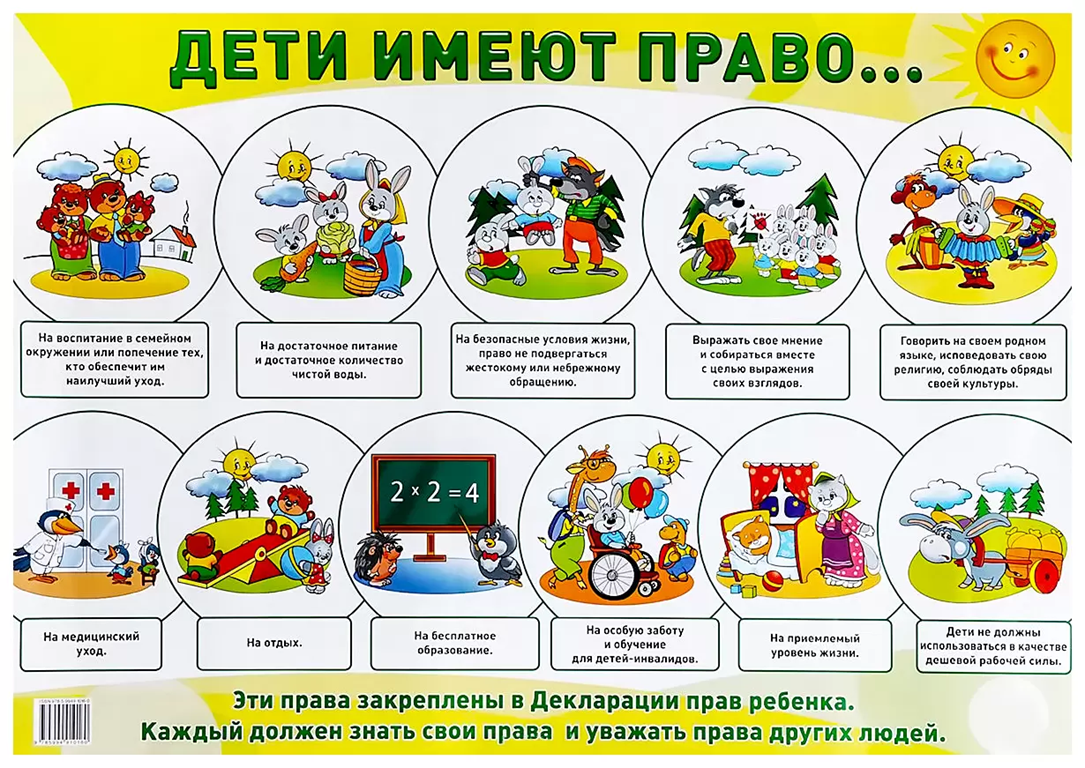 ДЕТИ ИМЕЮТ ПРАВО...
На воспитание в семейном
окружении или попечение тех,
кто обеспечит им
наилучший уход.
На достаточное питание
и достаточное количество
чистой воды.
На безопасные условия жизни,
право не подвергаться
жестокому или небрежному
обращению.
Выражать свое мнение
и собираться вместе
с целью выражения
своих взглядов.
Говорить на своем родном
языке, исповедовать свою
религию, соблюдать обряды
своей культуры.
2 × 2 = 4
На медицинский
уход.
На отдых.
На бесплатное
образование.
На особую заботу
и обучение
для детей-инвалидов.
На приемлемый
уровень жизни.
Дети не должны
использоваться в качестве
дешевой рабочей силы.
Эти права закреплены в Декларации прав ребенка.
Каждый должен знать свои права и уважать права других людей.